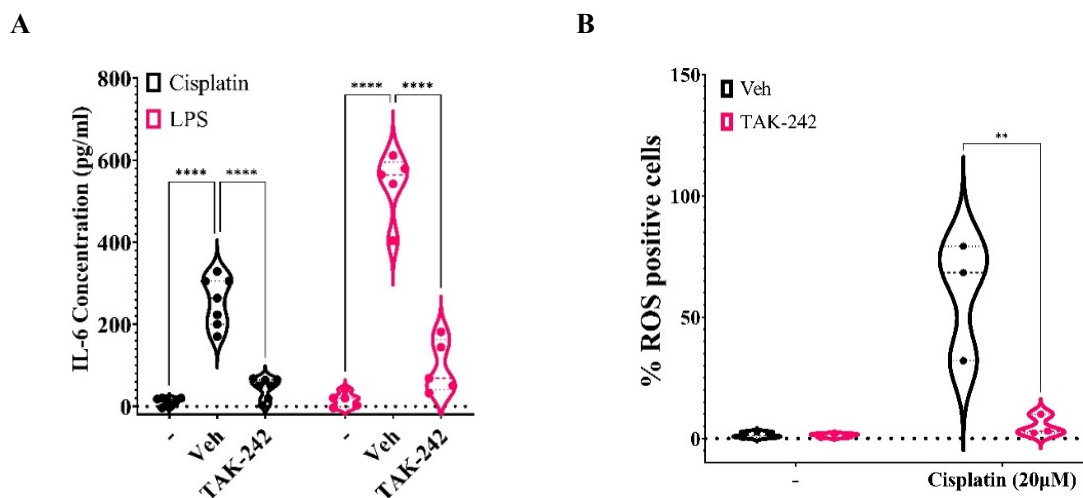 A
B
Cisplatin
LPS
IL-6 Concentration (pg/ml)
800
600
400
200
0
****
****
****
****
-
Veh
TAK-242
-
Veh
TAK-242
Veh
TAK-242
% ROS positive cells
150
100
50
0
**
-
Cisplatin (20μM)